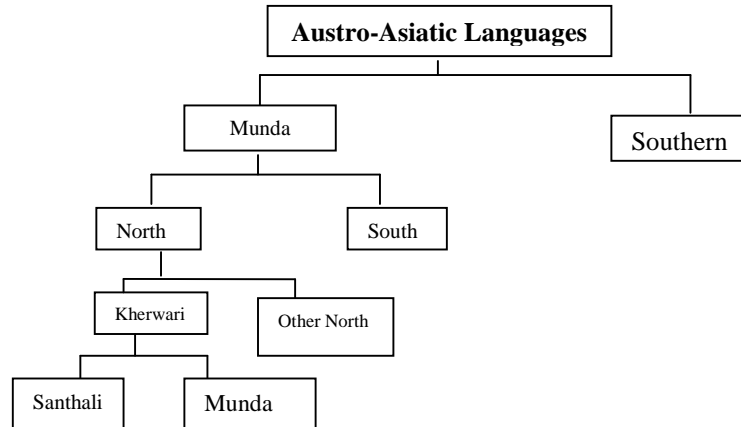 Austro-Asiatic Languages
Munda
Southern
North
South
Kherwari
Other North
Santhali
Munda